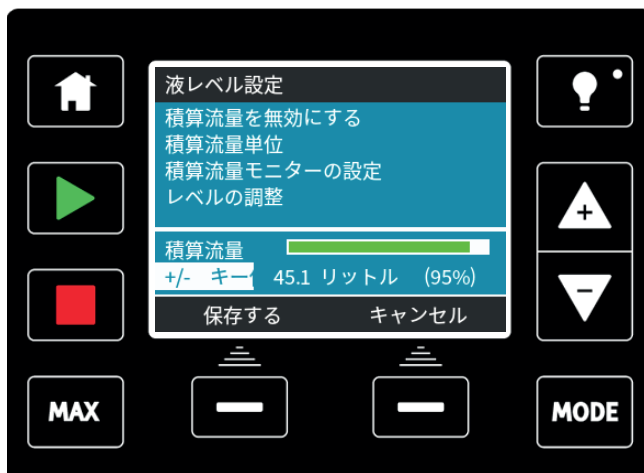 液レベル設定
積算流量を無効にする
積算流量単位
積算流量モニターの設定
レベルの調整
積算流量
+/- キー 45.1 リットル (95%)
保存する キャンセル
+
−
MAX
MODE